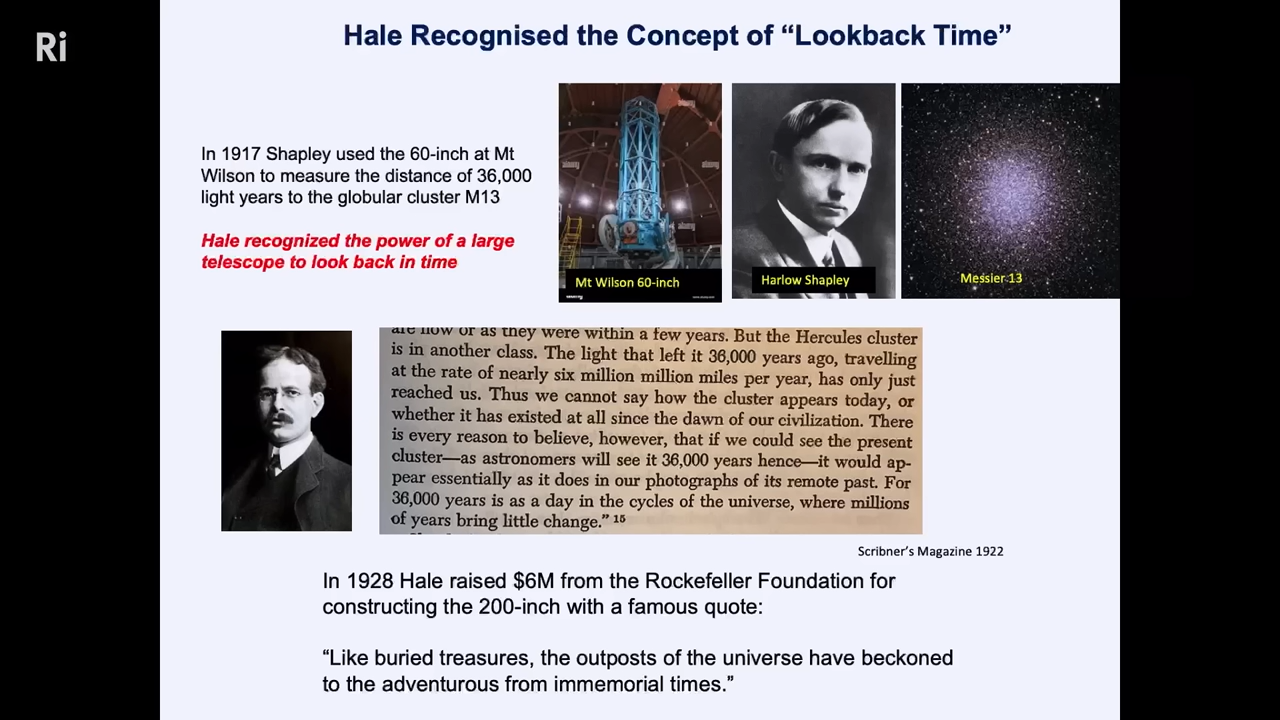 Ri
Hale Recognised the Concept of “Lookback Time”
In 1917 Shapley used the 60-inch at Mt
Wilson to measure the distance of 36,000
light years to the globular cluster M13
Hale recognized the power of a large
telescope to look back in time
alamy
alamy
alamy
Mt Wilson 60-inch
Harlow Shapley
Messier 13
are now or as they were within a few years. But the Hercules cluster
is in another class. The light that left it 36,000 years ago, travelling
at the rate of nearly six million million miles per year, has only just
reached us. Thus we cannot say how the cluster appears today, or
whether it has existed at all since the dawn of our civilization. There
is every reason to believe, however, that if we could see the present
cluster—as astronomers will see it 36,000 years hence—it would ap-
pear essentially as it does in our photographs of its remote past. For
36,000 years is as a day in the cycles of the universe, where millions
of years bring little change.” 15
Scribner’s Magazine 1922
In 1928 Hale raised $6M from the Rockefeller Foundation for
constructing the 200-inch with a famous quote:
“Like buried treasures, the outposts of the universe have beckoned
to the adventurous from immemorial times.”